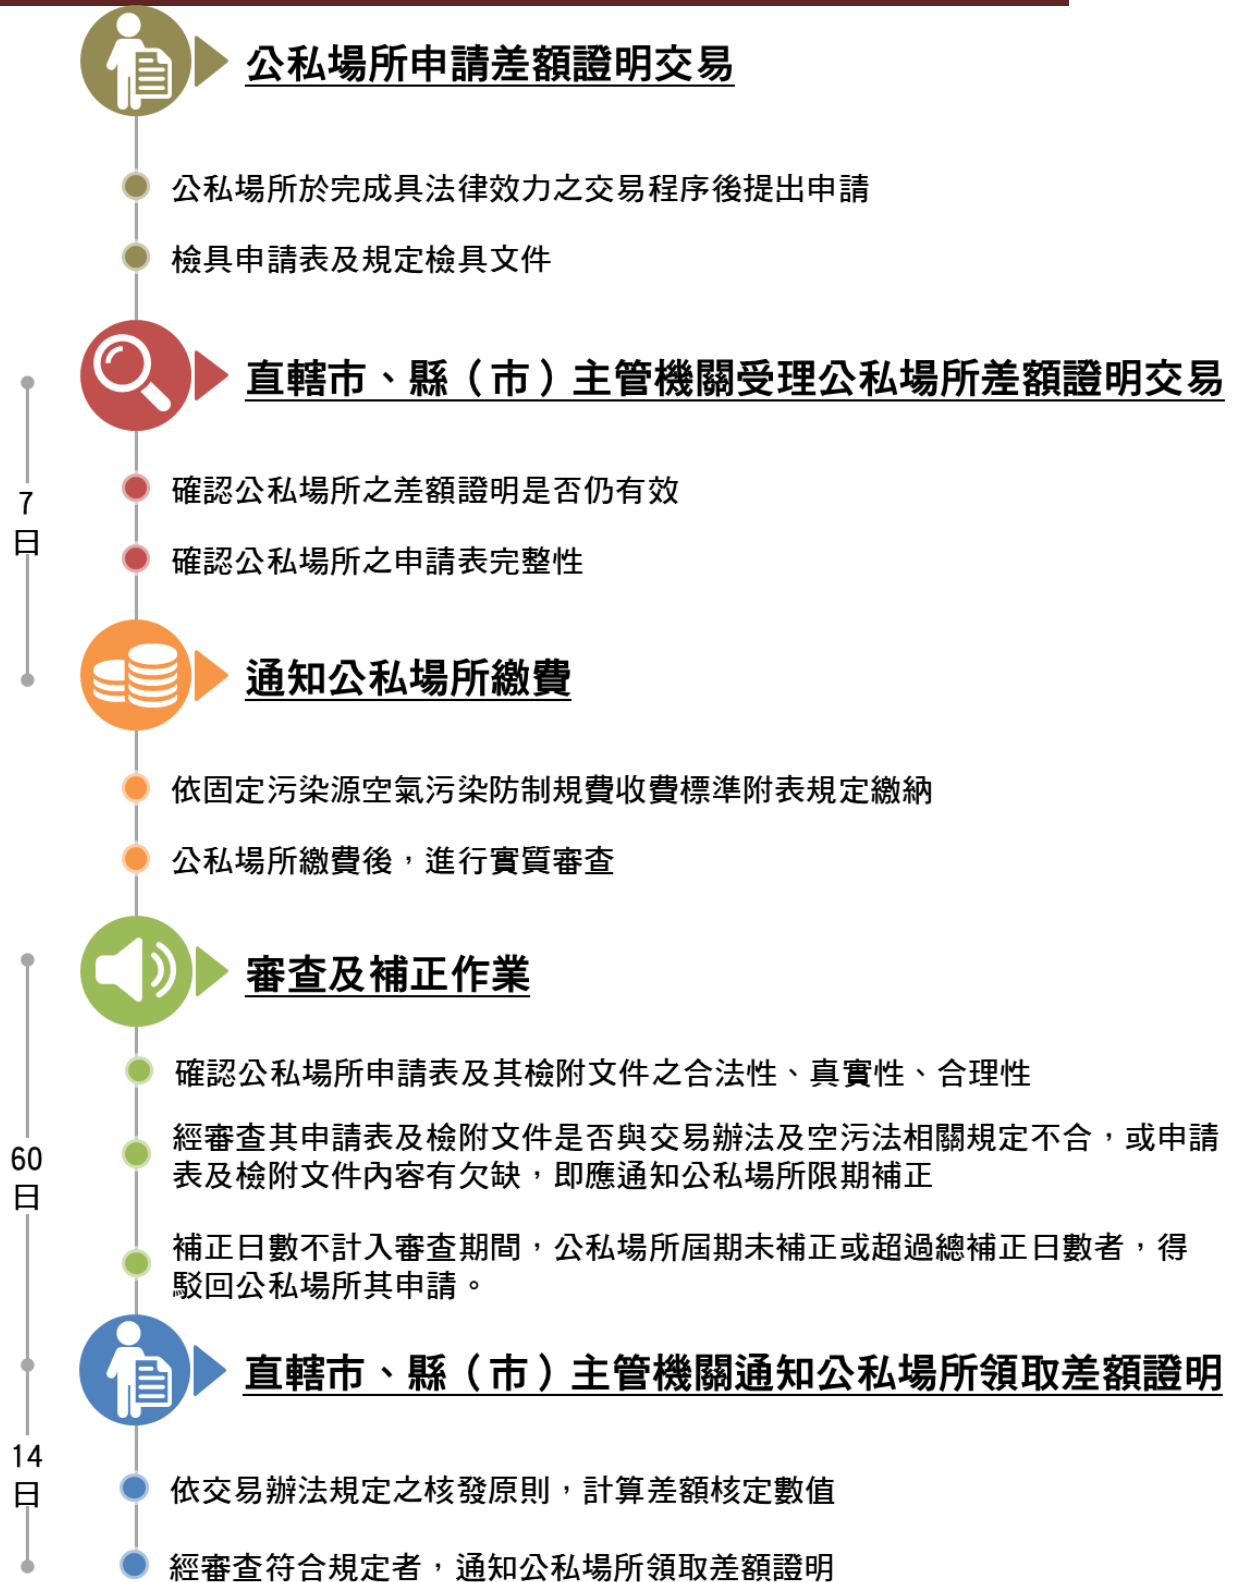 公私場所申請差額證明交易
公私場所於完成具法律效力之交易程序後提出申請
檢具申請表及規定檢具文件
直轄市、縣（市）主管機關受理公私場所差額證明交易
7
日
確認公私場所之差額證明是否仍有效
確認公私場所之申請表完整性
通知公私場所繳費
依固定污染源空氣污染防制規費收費標準附表規定繳納
公私場所繳費後，進行實質審查
審查及補正作業
60
日
確認公私場所申請表及其檢附文件之合法性、真實性、合理性
經審查其申請表及檢附文件是否與交易辦法及空污法相關規定不合，或申請
表及檢附文件內容有欠缺，即應通知公私場所限期補正
補正日數不計入審查期間，公私場所屆期未補正或超過總補正日數者，得
駁回公私場所其申請。
直轄市、縣（市）主管機關通知公私場所領取差額證明
14
日
依交易辦法規定之核發原則，計算差額核定數值
經審查符合規定者，通知公私場所領取差額證明